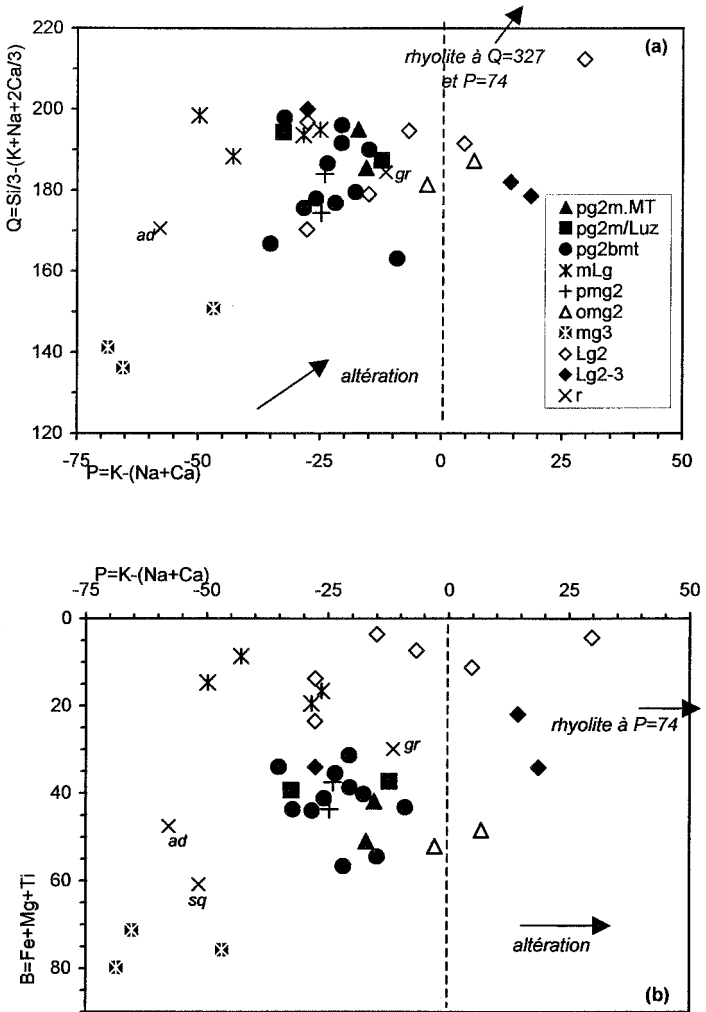 220
200
180
160
140
120
Q=Si/3-(K+Na+2Ca/3)
rhyolite à Q=327
et P=74
(a)
gr
ad
altération
pg2m.MT
pg2m/Luz
pg2bmt
mLg
pmg2
omg2
mg3
Lg2
Lg2-3
r
-75
-50
-25
0
25
50
P=K-(Na+Ca)
P=K-(Na+Ca)
-75
-50
-25
0
25
50
0
20
40
60
80
B=Fe+Mg+Ti
rhyolite à P=74
gr
ad
sq
altération
(b)